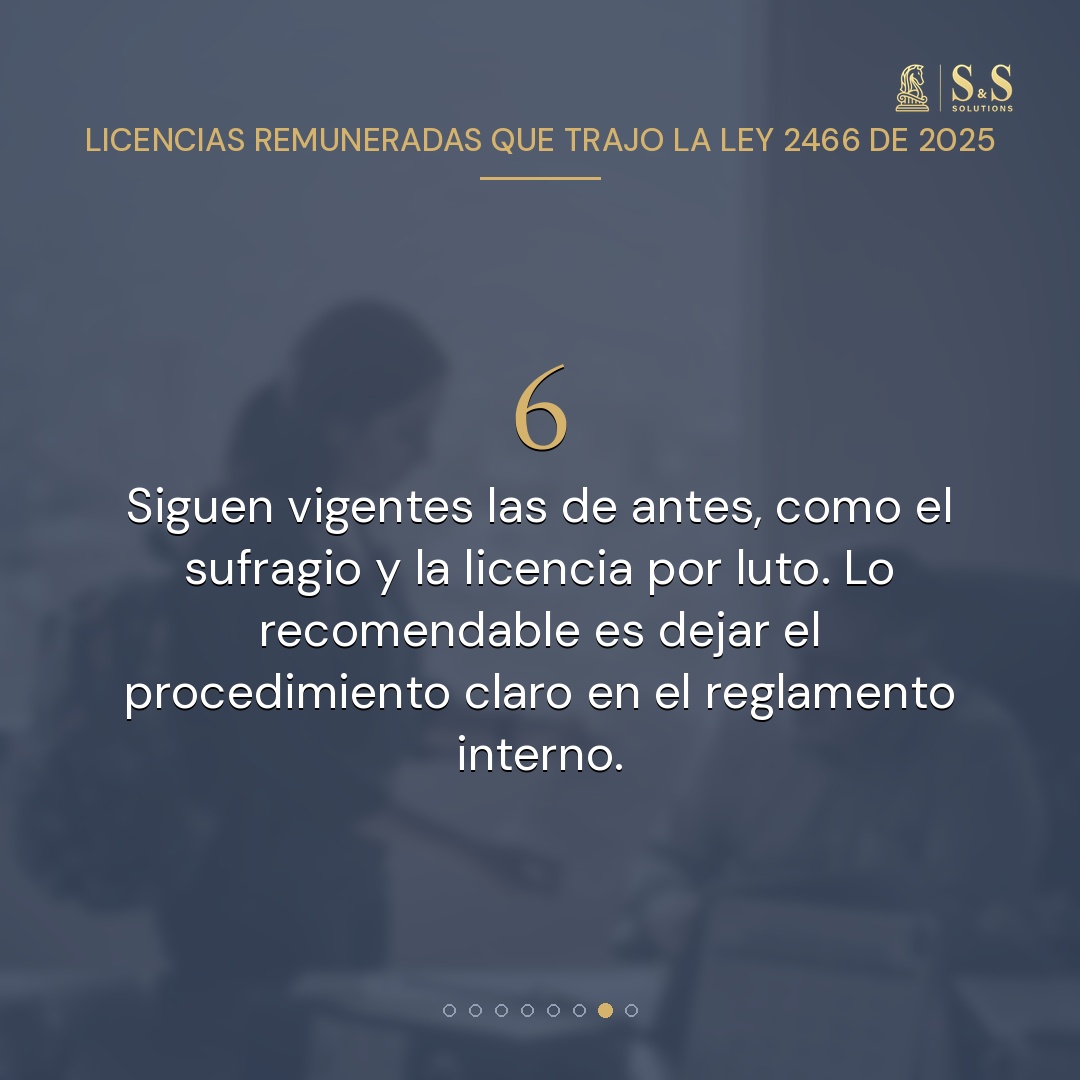 S&S
SOLUTIONS
LICENCIAS REMUNERADAS QUE TRAJO LA LEY 2466 DE 2025
6
Siguen vigentes las de antes, como el
sufragio y la licencia por luto. Lo
recomendable es dejar el
procedimiento claro en el reglamento
interno.